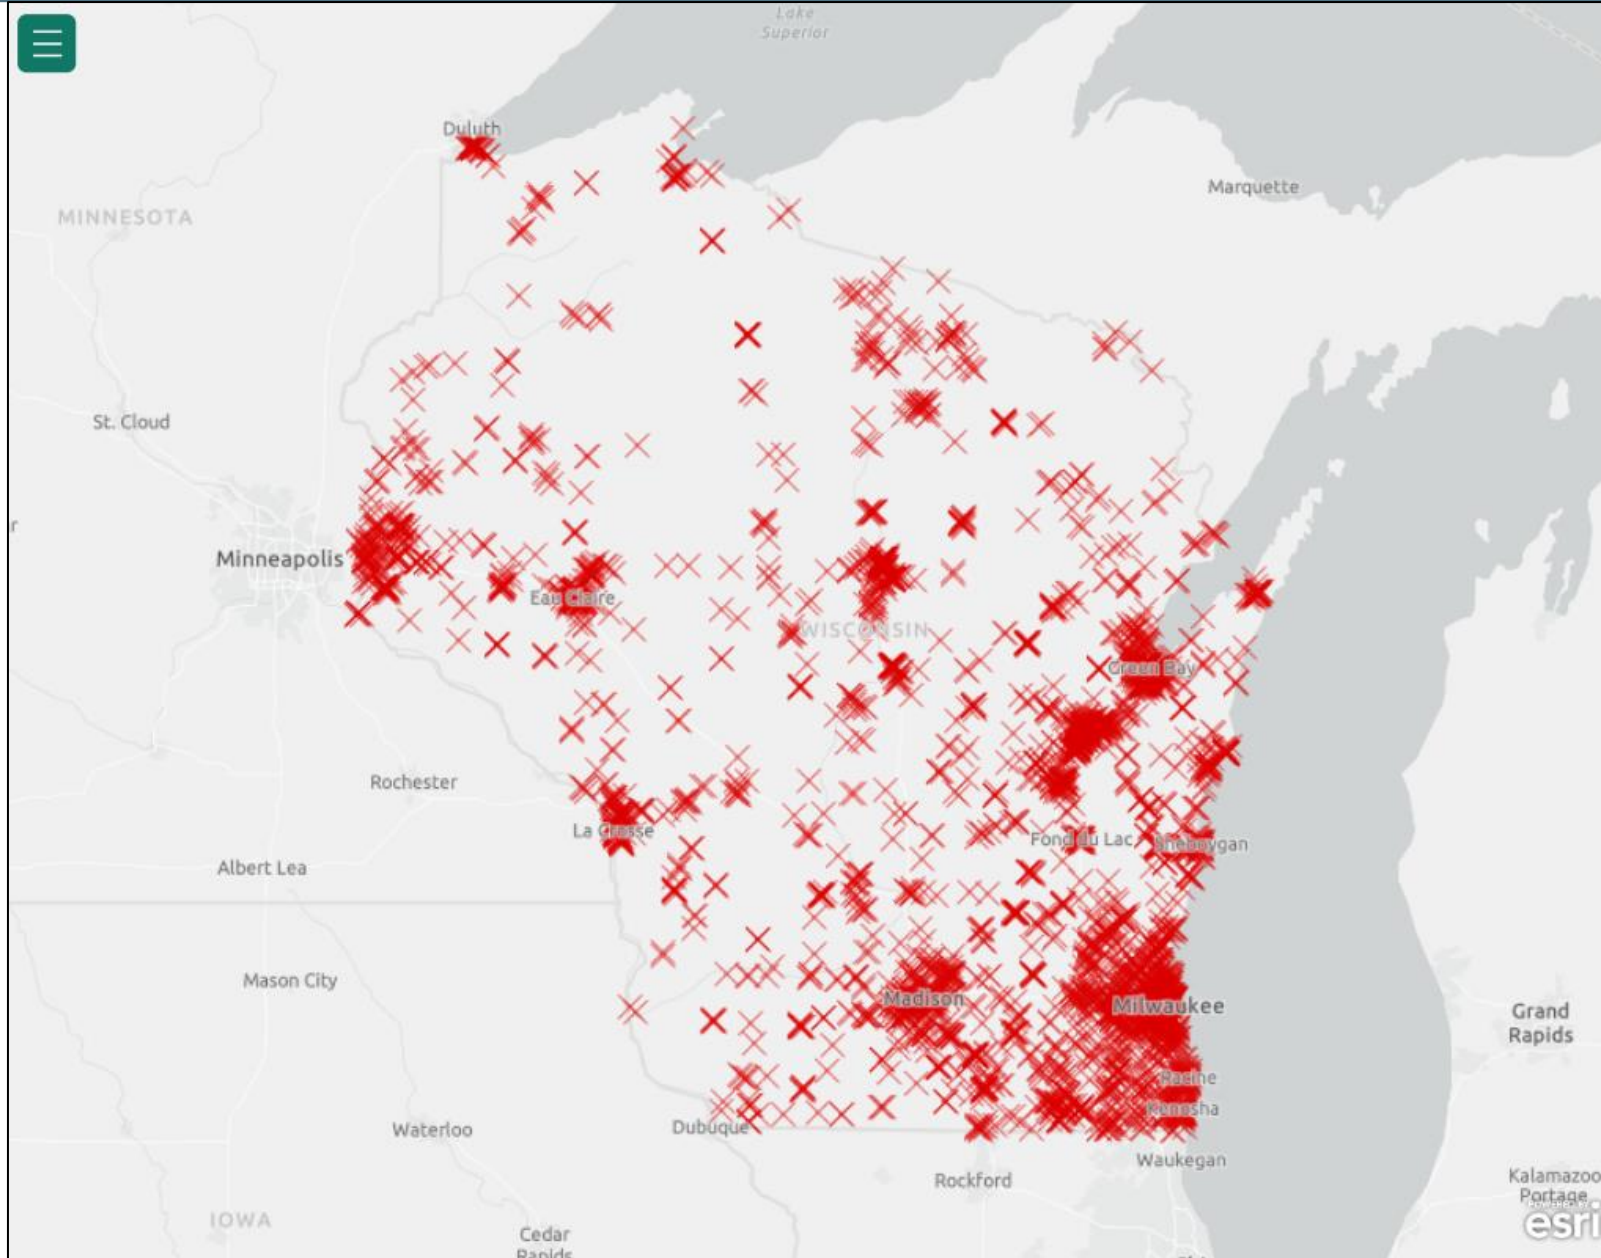 Lake
Superior
Duluth
Marquette
MINNESOTA
St. Cloud
Minneapolis
Eau Claire
WISCONSIN
Green Bay
Rochester
La Crosse
Fond du Lac
Sheboygan
Albert Lea
Mason City
Madison
Milwaukee
Grand
Rapids
Racine
Kenosha
Waterloo
Dubuque
Waukegan
Rockford
Kalamazoo
Portage
esri
IOWA
Cedar
Rapids